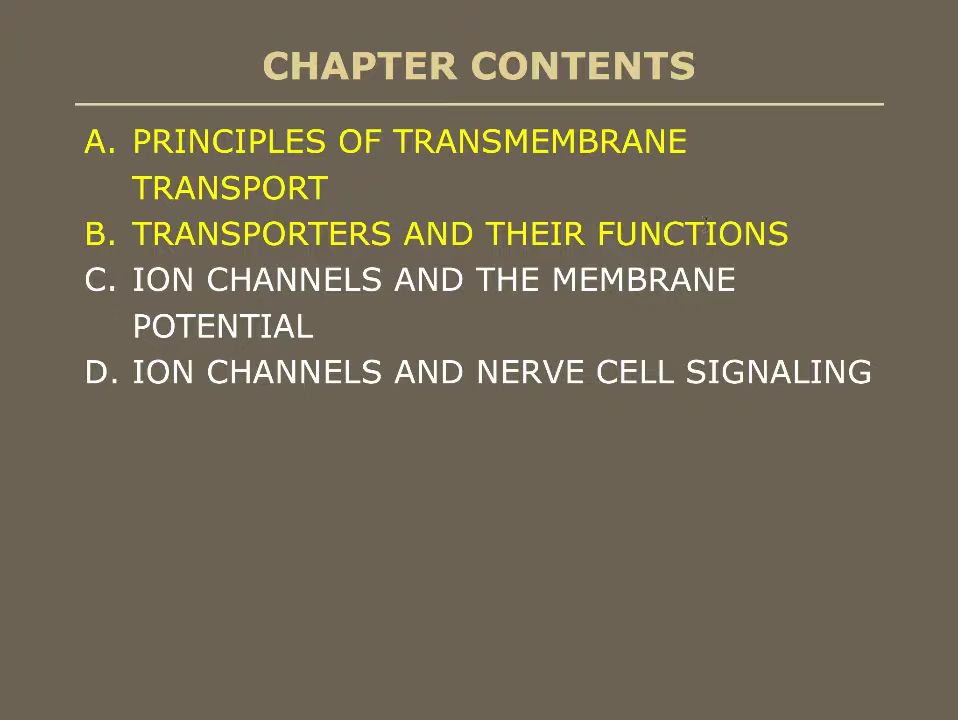 CHAPTER CONTENTS
A. PRINCIPLES OF TRANSMEMBRANE
TRANSPORT
B. TRANSPORTERS AND THEIR FUNCTIONS
C. ION CHANNELS AND THE MEMBRANE
POTENTIAL
D. ION CHANNELS AND NERVE CELL SIGNALING